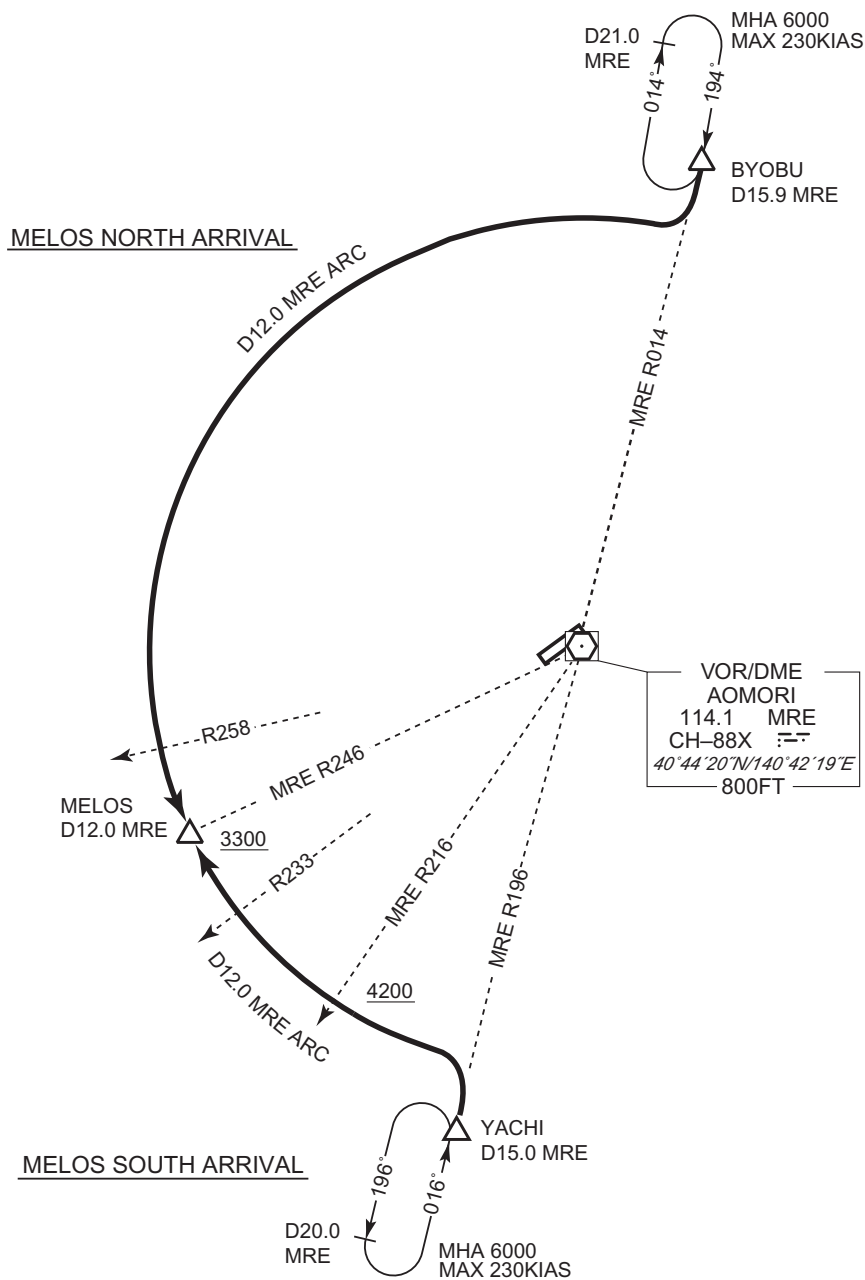 MHA 6000
MAX 230KIAS
D21.0
MRE
014°
194°
BYOBU
D15.9 MRE
MELOS NORTH ARRIVAL
D12.0 MRE ARC
MRE R014
VOR/DME
AOMORI
114.1 MRE
CH–88X
40°44´20˝N/140°42´19˝E
800FT
R258
MRE R246
MELOS
D12.0 MRE
3300
R233
MRE R216
MRE R196
D12.0 MRE ARC
4200
YACHI
D15.0 MRE
MELOS SOUTH ARRIVAL
196°
016°
D20.0
MRE
MHA 6000
MAX 230KIAS